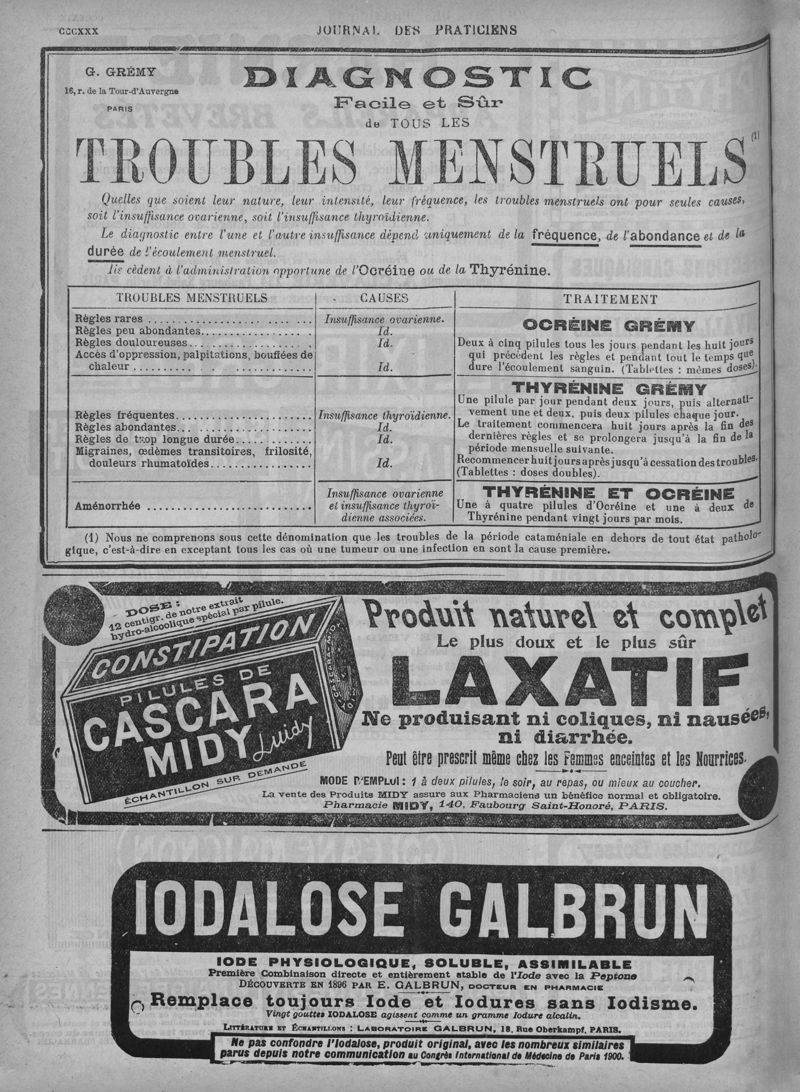 CCCXXX
JOURNAL DES PRATICIENS
G. GRÉMY
16, r. de la Tour-d'Auvergne
PARIS
DIAGNOSTIC
Facile et Sûr
de TOUS LES
TROUBLES MENSTRUELS (1)
Quelles que soient leur nature, leur intensité, leur fréquence, les troubles menstruels ont pour seules causes,
soit l'insuffisance ovarienne, soit l'insuffisance thyroïdienne.
Le diagnostic entre l'une et l'autre insuffisance dépend uniquement de la fréquence, de l'abondance et de la
durée de l'écoulement menstruel.
Ils cèdent à l'administration opportune de l'Ocréine ou de la Thyrénine.
TROUBLES MENSTRUELS
CAUSES
TRAITEMENT
Règles rares
Insuffisance ovarienne.
Règles peu abondantes
Id.
Règles douloureuses
Id.
Accès d'oppression, palpitations, bouffées de
chaleur
Id.
OCRÉINE GRÉMY
Deux à cinq pilules tous les jours pendant les huit jours
qui précèdent les règles et pendant tout le temps que
dure l'écoulement sanguin. (Tablettes : mêmes doses).
Règles fréquentes
Insuffisance thyroïdienne.
Règles abondantes
Id.
Règles de trop longue durée
Id.
Migraines, œdèmes transitoires, frilosité,
douleurs rhumatoïdes
Id.
THYRÉNINE GRÉMY
Une pilule par jour pendant deux jours, puis alternati-
vement une et deux, puis deux pilules chaque jour.
Le traitement commencera huit jours après la fin des
dernières règles et se prolongera jusqu'à la fin de la
période mensuelle suivante.
Recommencer huit jours après jusqu'à cessation des troubles.
(Tablettes : doses doubles).
Aménorrhée
Insuffisance ovarienne
et insuffisance thyroï-
dienne associées.
THYRÉNINE ET OCRÉINE
Une à quatre pilules d'Ocréine et une à deux de
Thyrénine pendant vingt jours par mois.
(1) Nous ne comprenons sous cette dénomination que les troubles de la période cataméniale en dehors de tout état patholo-
gique, c'est-à-dire en exceptant tous les cas où une tumeur ou une infection en sont la cause première.
DOSE :
12 centigr. de notre extrait
hydro-alcoolique spécial par pilule.
CONSTIPATION
PILULES DE
CASCARA
MIDY
Midy
ÉCHANTILLON SUR DEMANDE
Produit naturel et complet
Le plus doux et le plus sûr
LAXATIF
Ne produisant ni coliques, ni nausées,
ni diarrhée.
Peut être prescrit même chez les Femmes enceintes et les Nourrices.
MODE D'EMPLOI : 1 à deux pilules, le soir, au repas, ou mieux au coucher.
La vente des Produits MIDY assure aux Pharmaciens un bénéfice normal et obligatoire.
Pharmacie MIDY, 140, Faubourg Saint-Honoré, PARIS.
IODALOSE GALBRUN
IODE PHYSIOLOGIQUE, SOLUBLE, ASSIMILABLE
Première Combinaison directe et entièrement stable de l'Iode avec la Peptone
DÉCOUVERTE EN 1896 PAR E. GALBRUN, DOCTEUR EN PHARMACIE
Remplace toujours Iode et Iodures sans Iodisme.
Vingt gouttes IODALOSE agissent comme un gramme Iodure alcalin.
LITTÉRATURE ET ÉCHANTILLONS : LABORATOIRE GALBRUN, 18, Rue Oberkampf, PARIS.
Ne pas confondre l'Iodalose, produit original, avec les nombreux similaires
parus depuis notre communication au Congrès International de Médecine de Paris 1900.